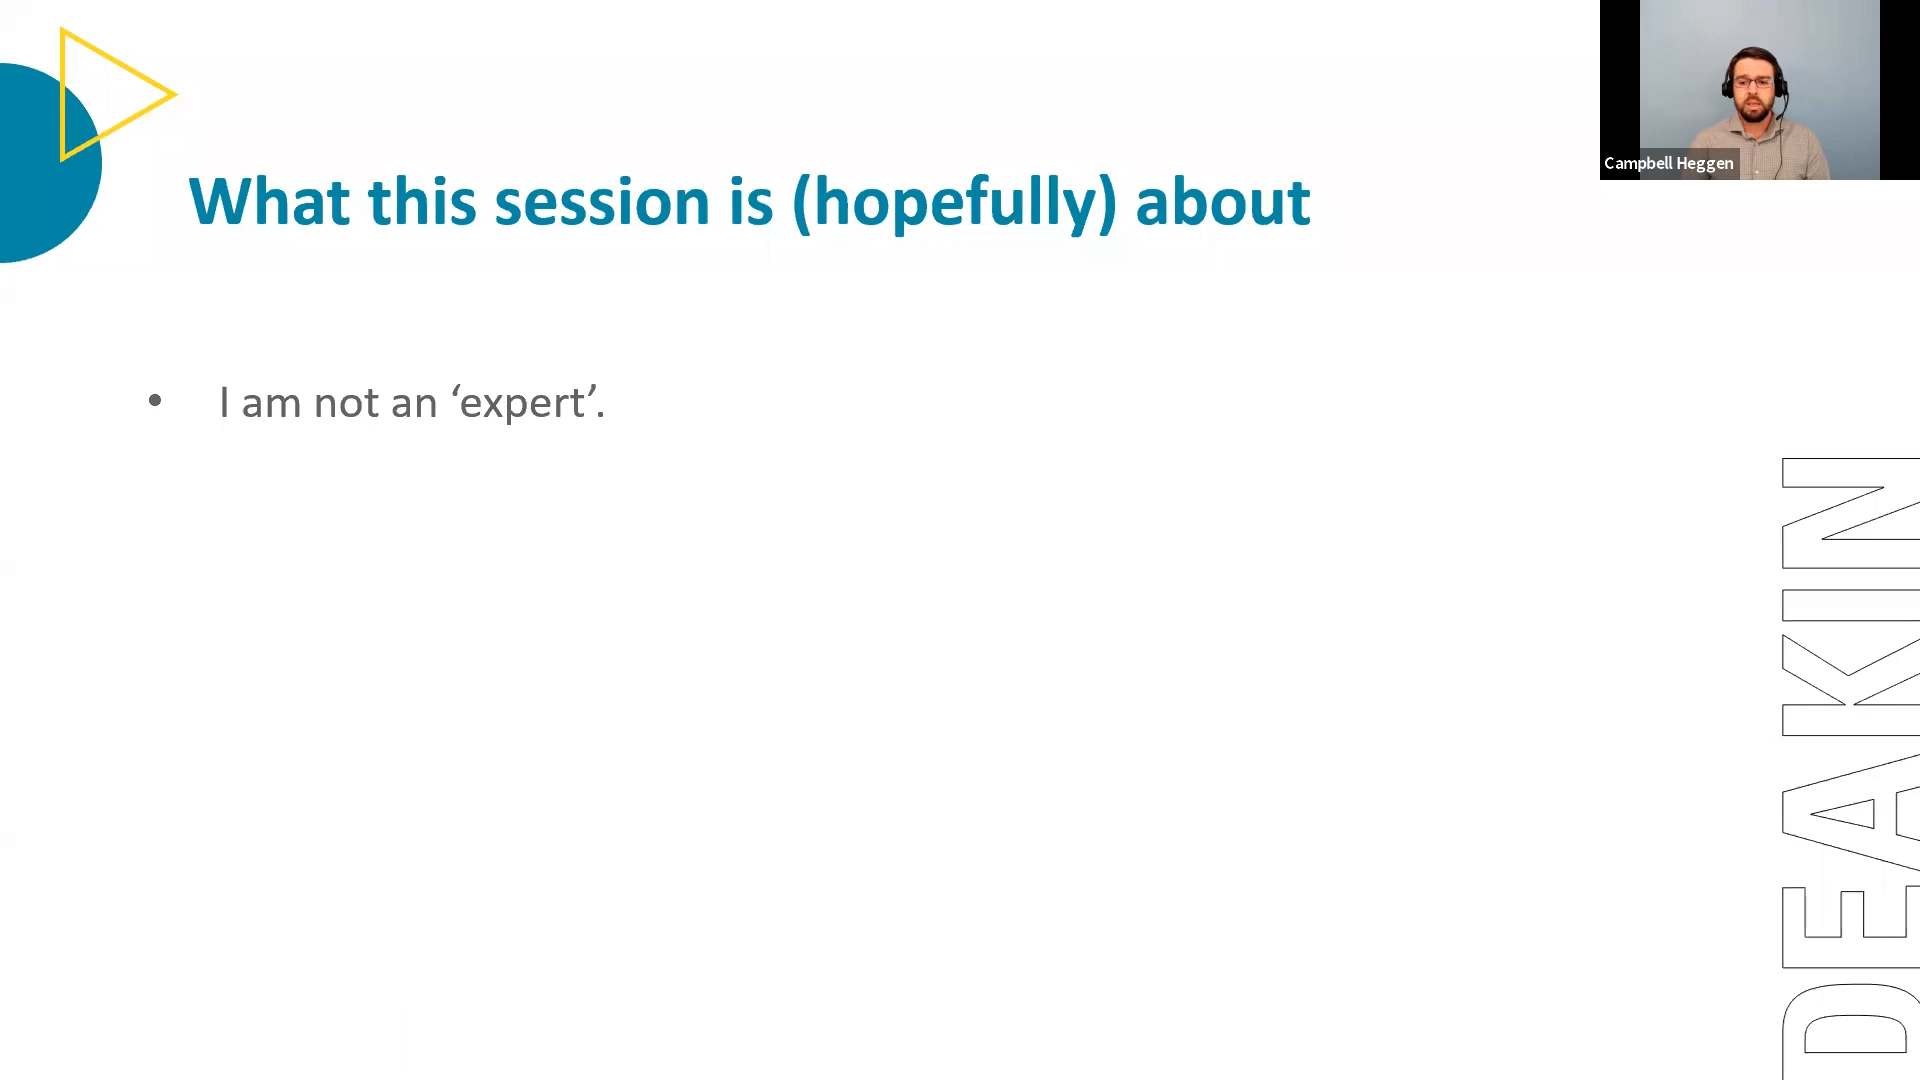 Campbell Heggen
What this session is (hopefully) about
• I am not an ‘expert’.
DEAKIN